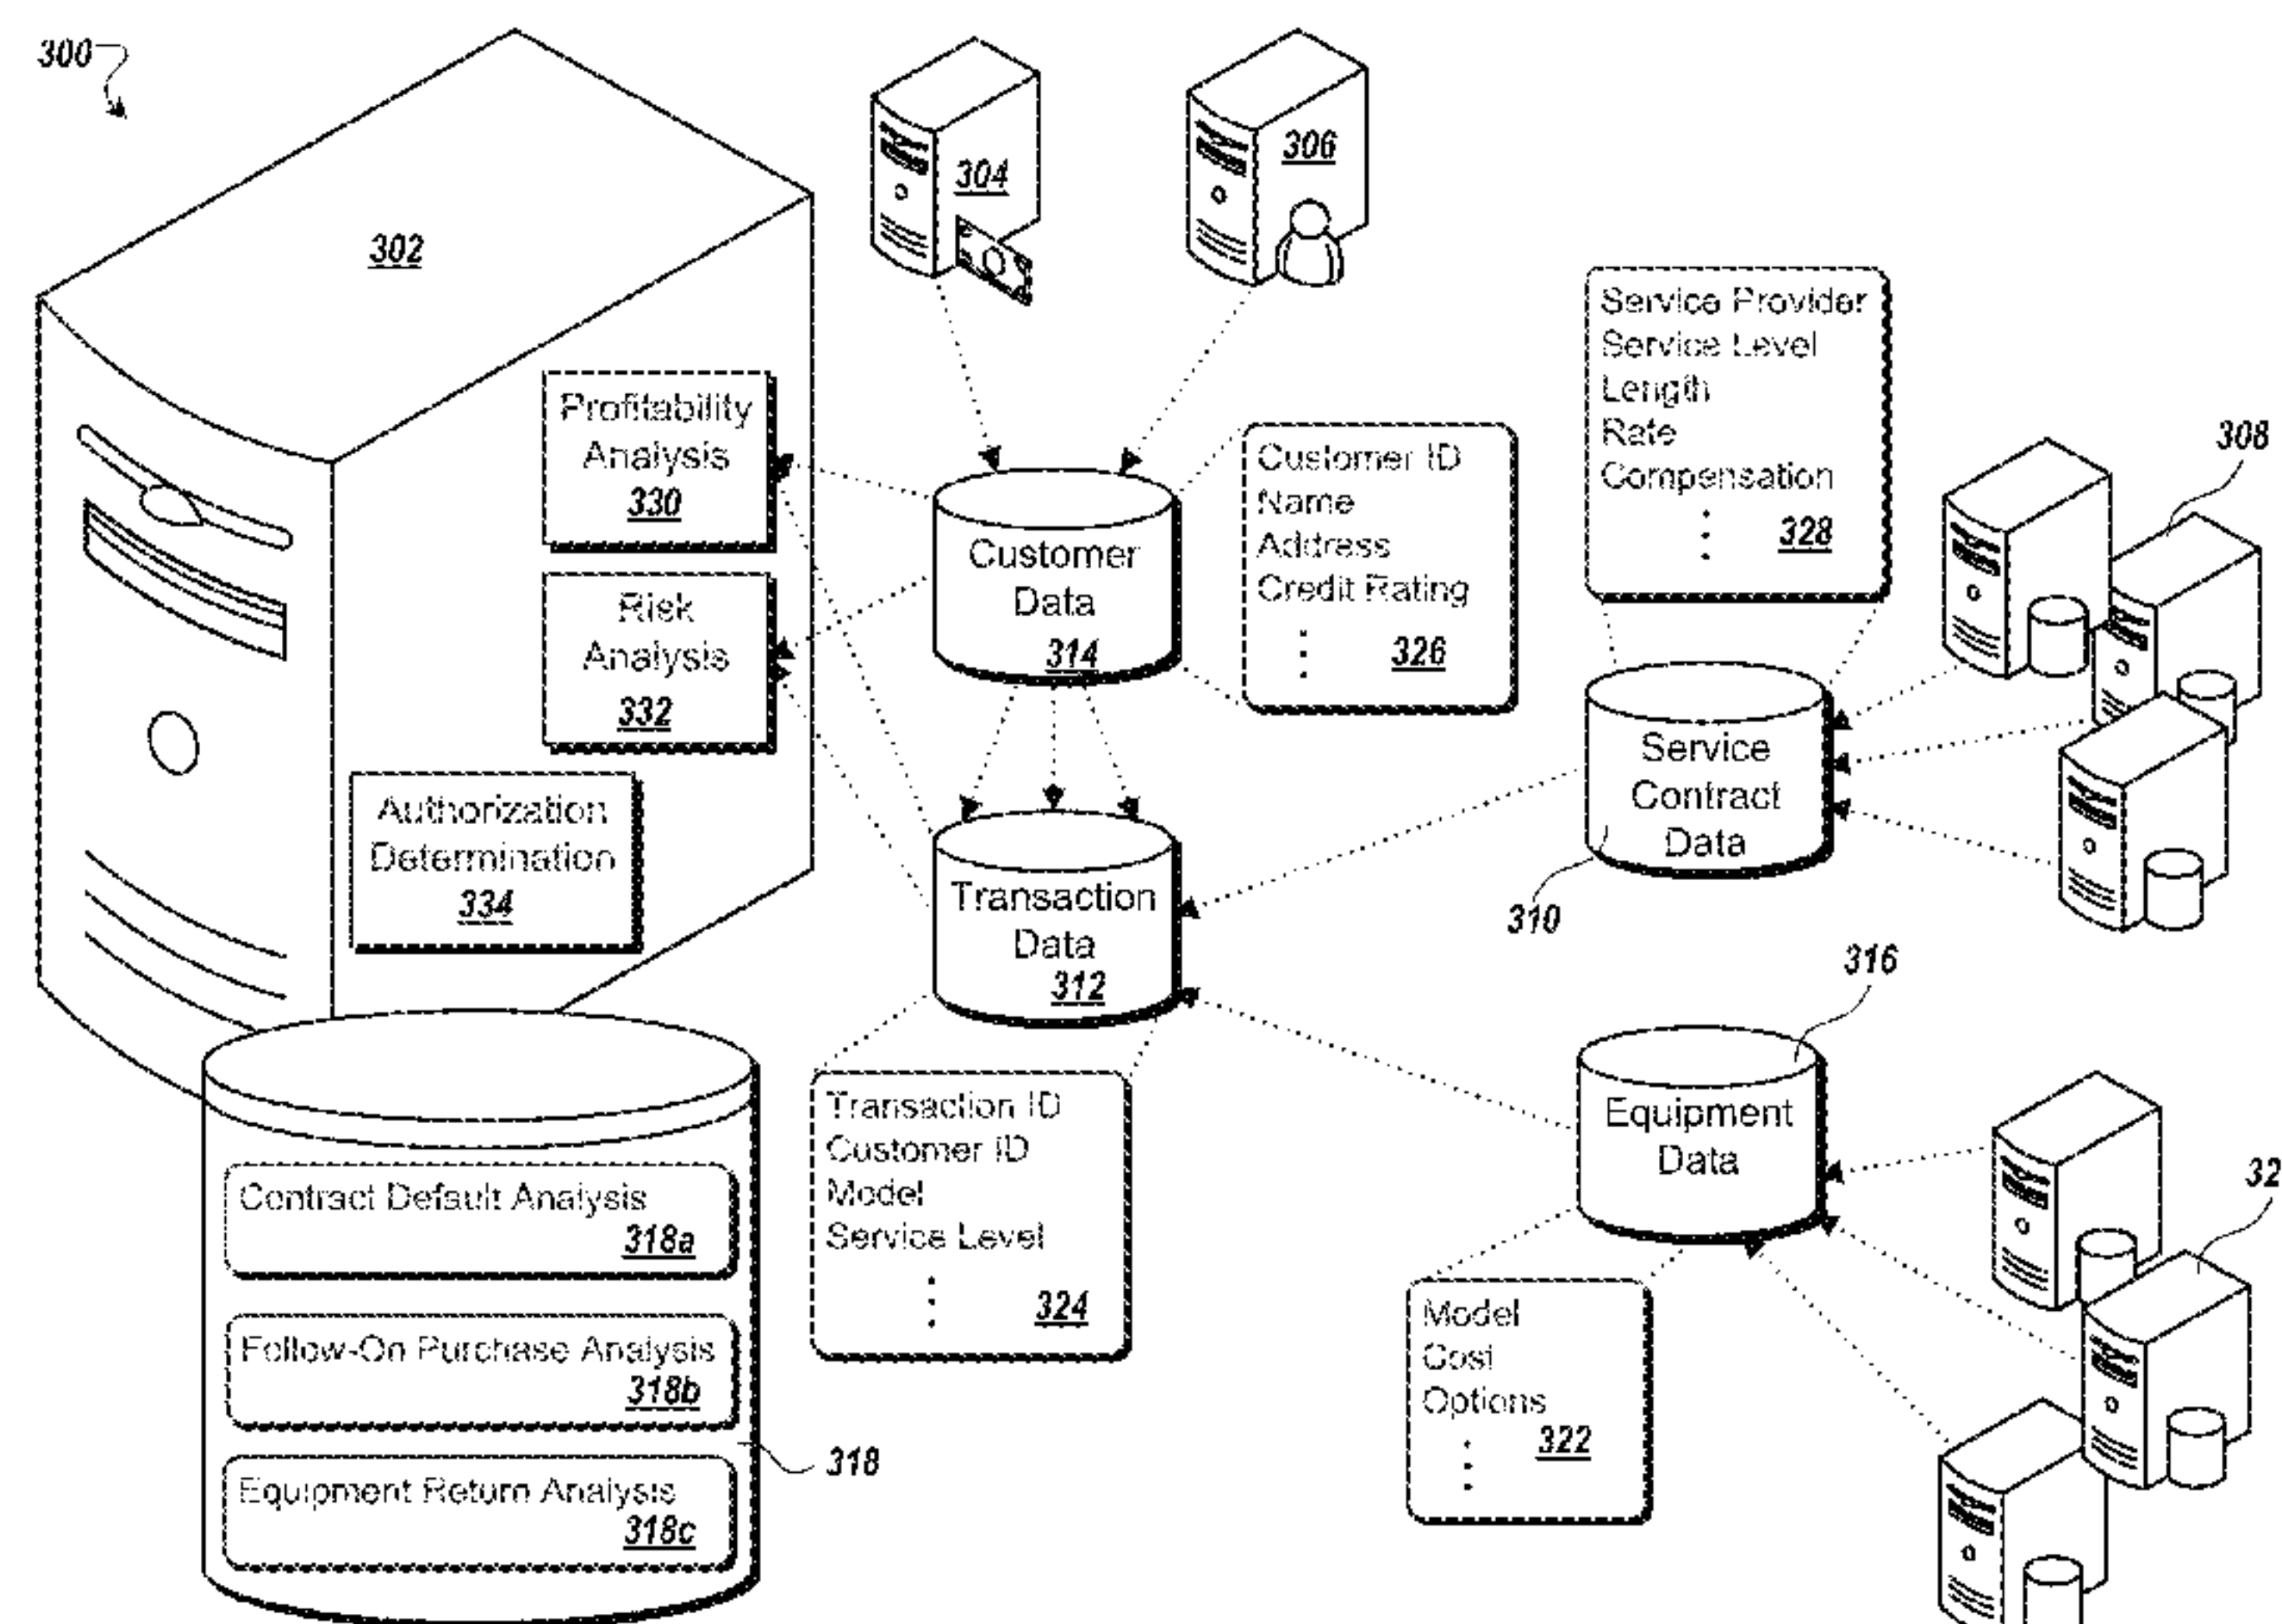 300
302
304
306
Profitability
Analysis
330
Risk
Analysis
332
Authorization
Determination
334
Customer
Data
314
Customer ID
Name
Address
Credit Rating
326
Service Provider
Service Level
Length
Rate
Compensation
328
308
Service
Contract
Data
310
Transaction
Data
312
316
Equipment
Data
32
Transaction ID
Customer ID
Model
Service Level
324
Model
Cost
Options
322
Contract Default Analysis
318a
Follow-On Purchase Analysis
318b
Equipment Return Analysis
318c
318